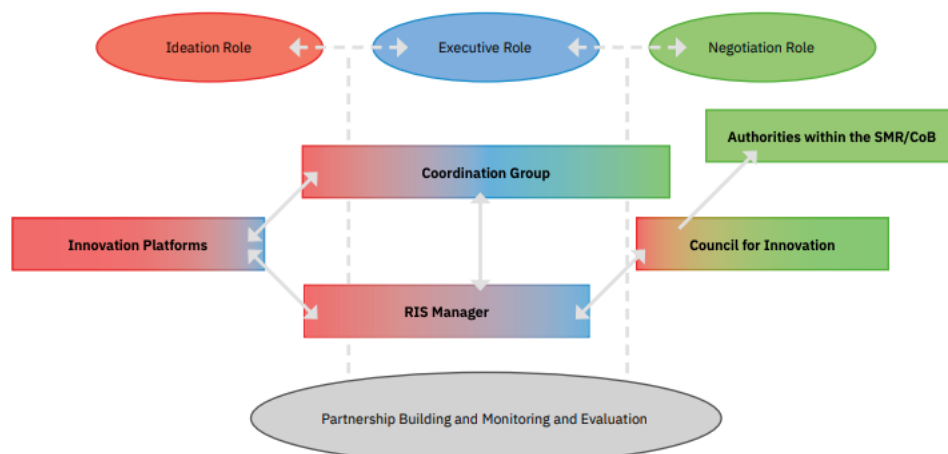 Ideation Role
Executive Role
Negotiation Role
Authorities within the SMR/CoB
Coordination Group
Innovation Platforms
Council for Innovation
RIS Manager
Partnership Building and Monitoring and Evaluation